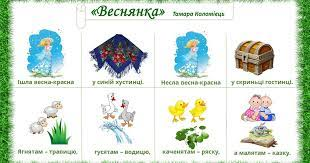 «Веснянка» Тамара Коломієць
Ішла весна-красна у синій хустинці. Несла весна-красна у скриньці гостинці.
Ягнятам – травицю, гусятам – водицю, каченятам – ряску, а малятам – казку.